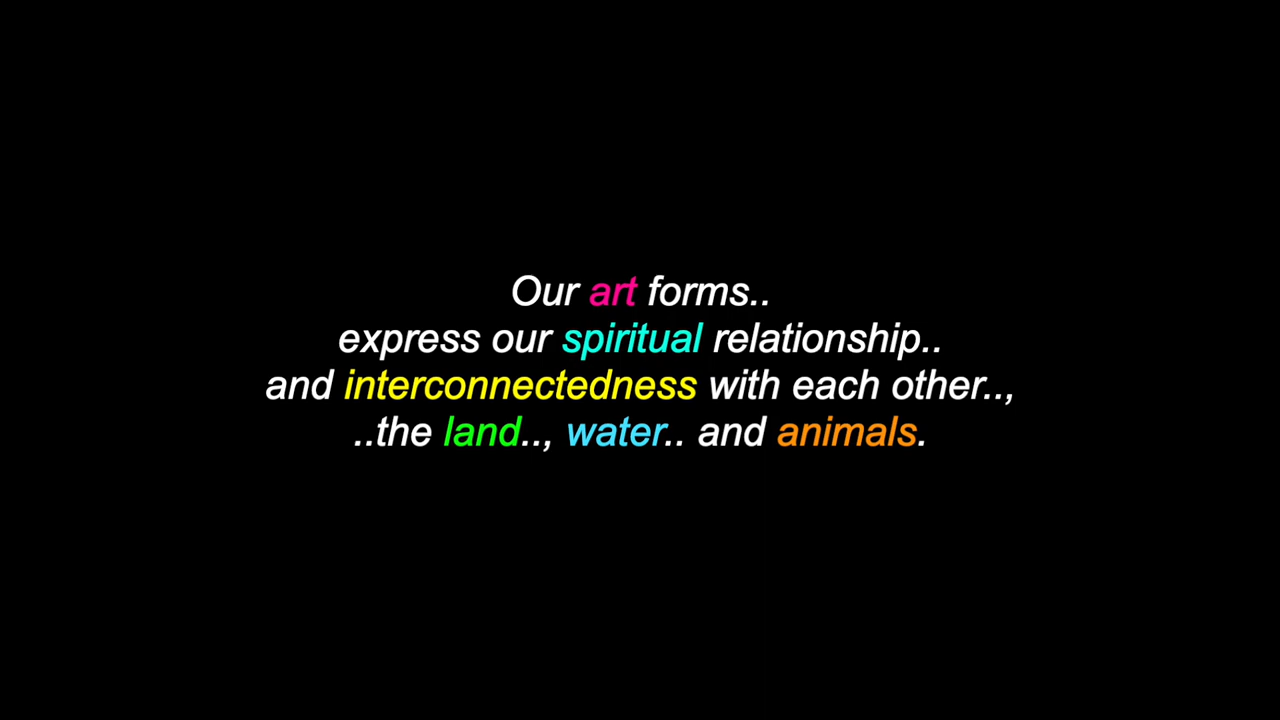 Our art forms..
express our spiritual relationship..
and interconnectedness with each other..,
..the land.., water.. and animals.